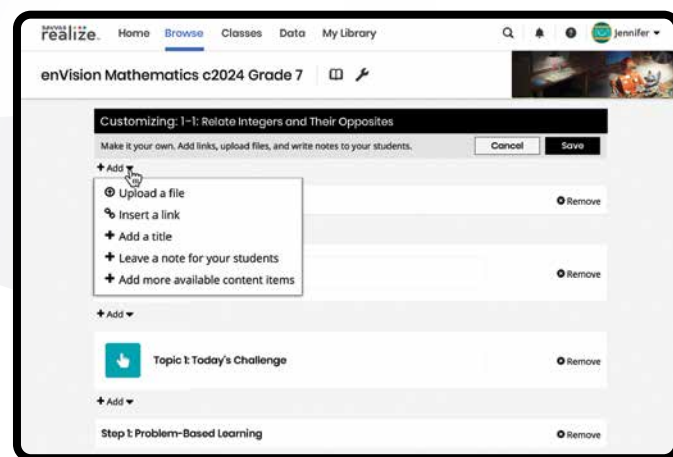 savvas
realize. Home Browse Classes Data My Library Jennifer
enVision Mathematics c2024 Grade 7
Customizing: 1-1: Relate Integers and Their Opposites
Make it your own. Add links, upload files, and write notes to your students. Cancel Save
+ Add
Upload a file
Insert a link
+ Add a title
+ Leave a note for your students
+ Add more available content items
Remove
Remove
+ Add
Topic 1: Today's Challenge Remove
+ Add
Step 1: Problem-Based Learning Remove